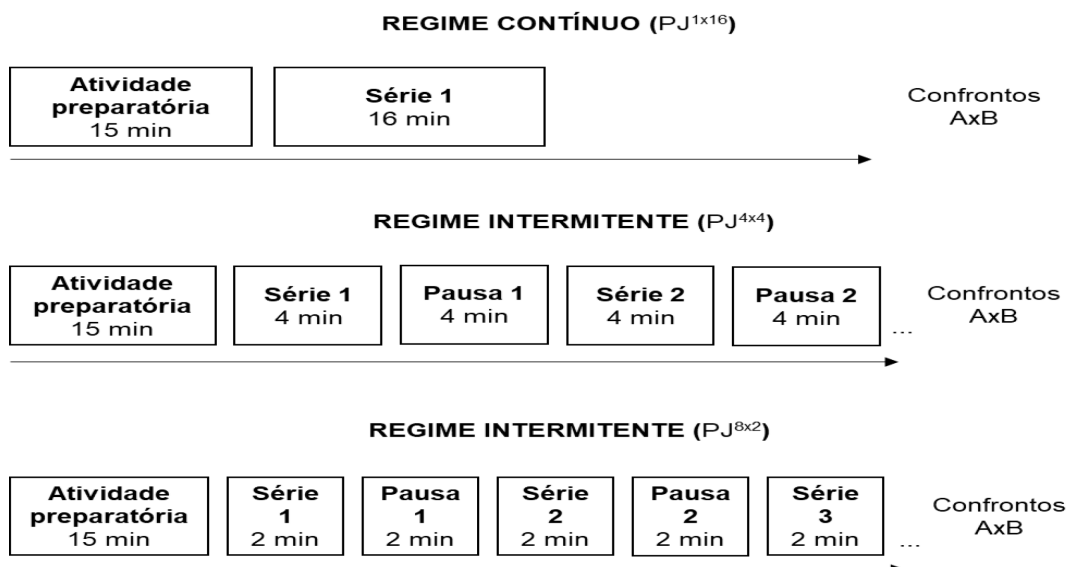 REGIME CONTÍNUO (PJ1x16)
Atividade
preparatória
15 min
Série 1
16 min
Confrontos
AxB
REGIME INTERMITENTE (PJ4x4)
Atividade
preparatória
15 min
Série 1
4 min
Pausa 1
4 min
Série 2
4 min
Pausa 2
4 min
...
Confrontos
AxB
REGIME INTERMITENTE (PJ8x2)
Atividade
preparatória
15 min
Série
1
2 min
Pausa
1
2 min
Série
2
2 min
Pausa
2
2 min
Série
3
2 min
...
Confrontos
AxB